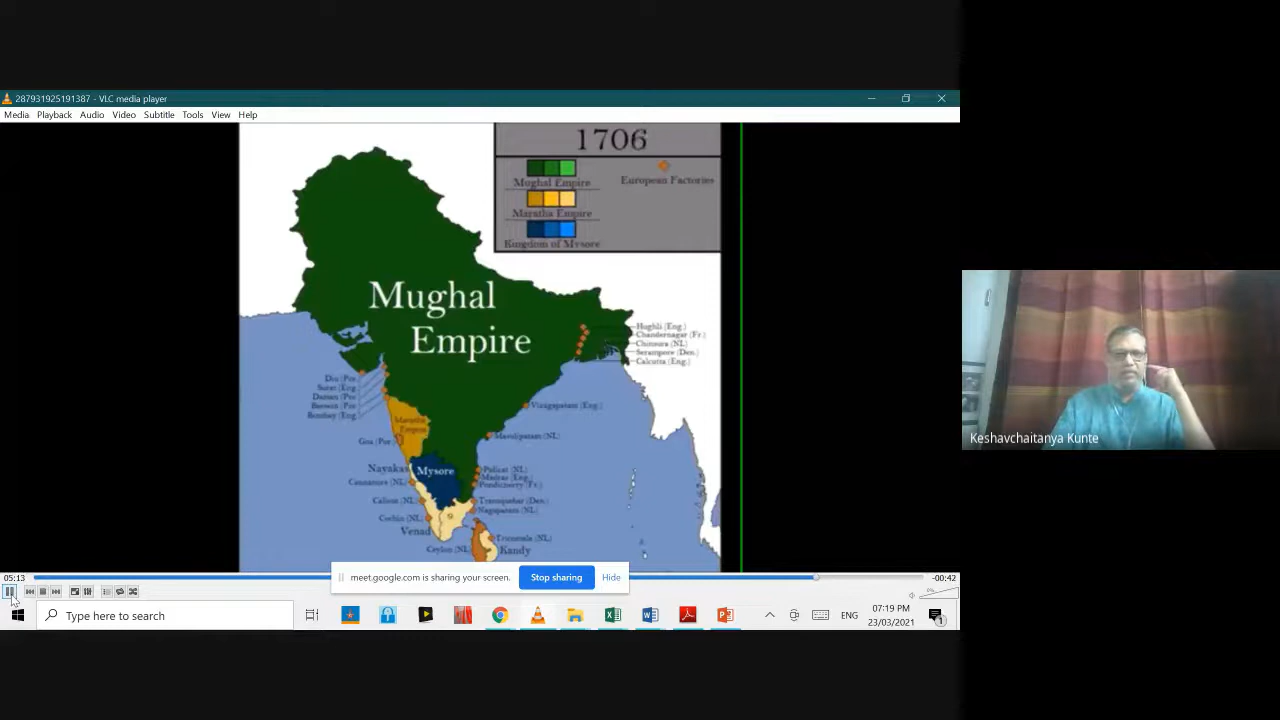 287931925191387 - VLC media player
Media Playback Audio Video Subtitle Tools View Help
1706
Mughal Empire
European Factories
Maratha Empire
Kingdom of Mysore
Mughal
Empire
Hughli (Eng.)
Chandernagar (Fr.)
Chinsura (NL)
Serampore (Den.)
Calcutta (Eng.)
Diu (Por.
Surat (Eng.
Daman (Por
Bombay (Eng.
Maratha
Empire
Vizagapatam (Eng.)
Goa (Por.
Masulipatam (NL)
Nayakas
Mysore
Pulicat (NL)
Madras (Eng.)
Pondicherry (Fr.)
Cannanore (NL)
Calicut (NL)
Tranquebar (Den.)
Nagapatam (NL)
Cochin (NL)
Venad
Ceylon (NL)
Kandy
05:13
-00:42
meet.google.com is sharing your screen.
Stop sharing
Hide
Type here to search
ENG
07:19 PM
23/03/2021
Keshavchaitanya Kunte